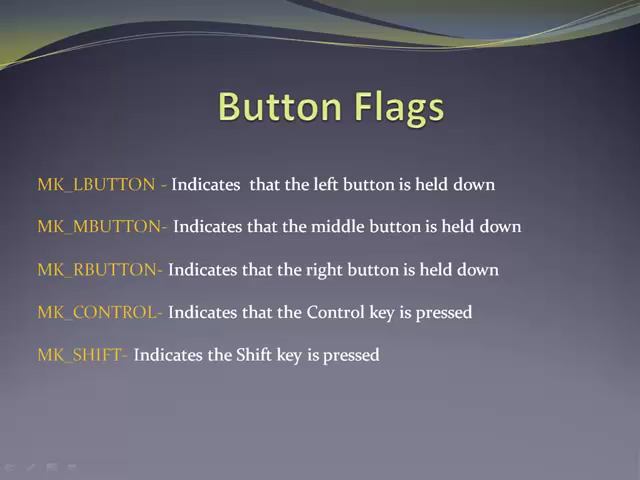 Button Flags
MK_LBUTTON - Indicates  that the left button is held down
MK_MBUTTON- Indicates that the middle button is held down
MK_RBUTTON- Indicates that the right button is held down
MK_CONTROL- Indicates that the Control key is pressed
MK_SHIFT- Indicates the Shift key is pressed